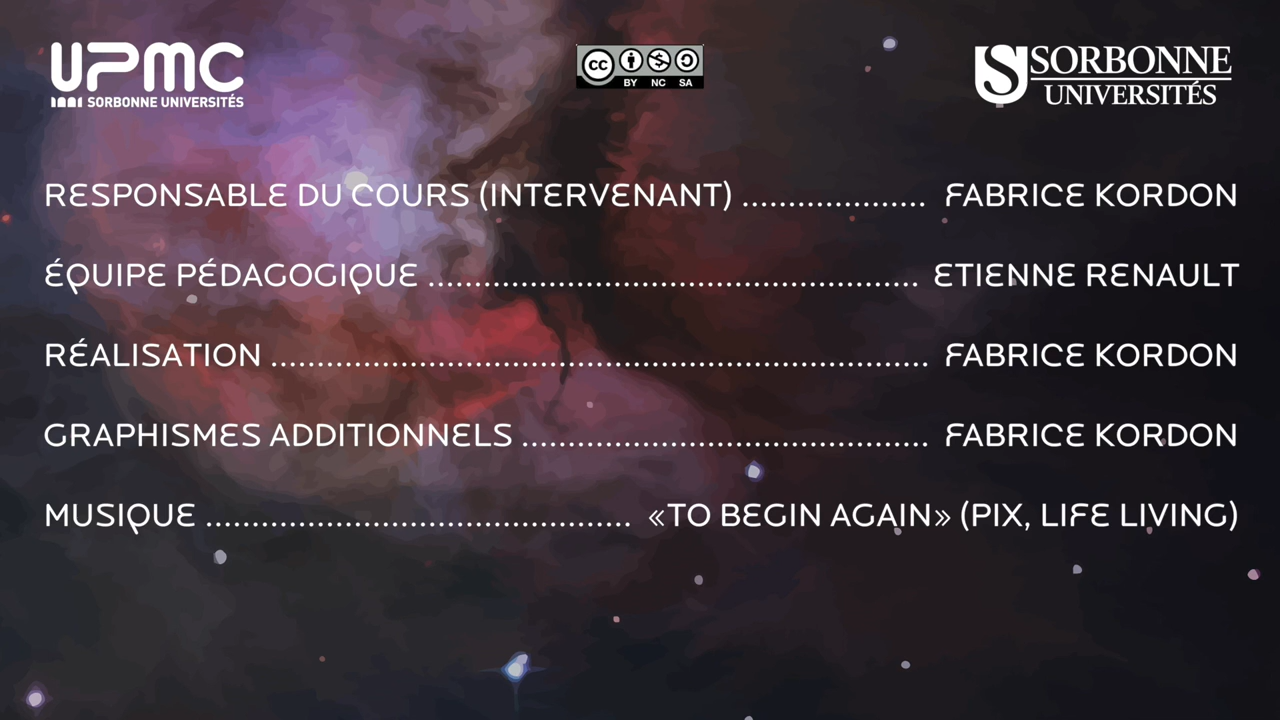 UPMC
SORBONNE UNIVERSITÉS
CC BY NC SA
SORBONNE
UNIVERSITÉS
RESPONSABLE DU COURS (INTERVENANT) ................... FABRICE KORDON
ÉQUIPE PÉDAGOGIQUE .................................................... ETIENNE RENAULT
RÉALISATION ...................................................................... FABRICE KORDON
GRAPHISMES ADDITIONNELS ........................................... FABRICE KORDON
MUSIQUE ............................................. «TO BEGIN AGAIN» (PIX, LIFE LIVING)